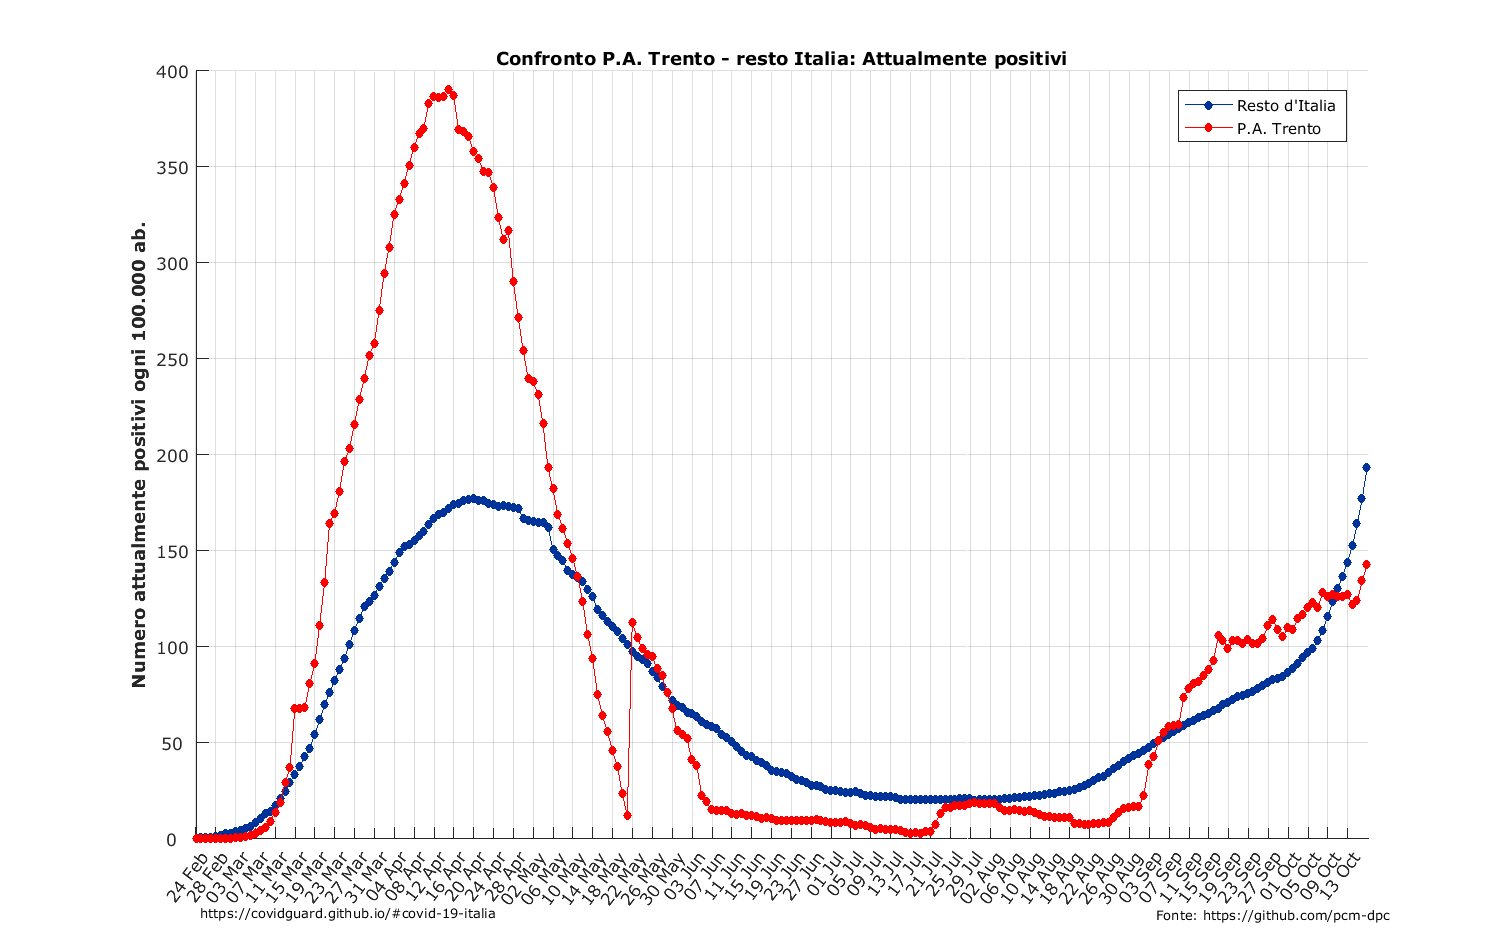 Confronto P.A. Trento - resto Italia: Attualmente positivi
Resto d'Italia
P.A. Trento
Numero attualmente positivi ogni 100.000 ab.
400
350
300
250
200
150
100
50
0
24 Feb
28 Feb
03 Mar
07 Mar
11 Mar
15 Mar
19 Mar
23 Mar
27 Mar
31 Mar
04 Apr
08 Apr
12 Apr
16 Apr
20 Apr
24 Apr
28 Apr
02 May
06 May
10 May
14 May
18 May
22 May
26 May
30 May
03 Jun
07 Jun
11 Jun
15 Jun
19 Jun
23 Jun
27 Jun
01 Jul
05 Jul
09 Jul
13 Jul
17 Jul
21 Jul
25 Jul
29 Jul
02 Aug
06 Aug
10 Aug
14 Aug
18 Aug
22 Aug
26 Aug
30 Aug
03 Sep
07 Sep
11 Sep
15 Sep
19 Sep
23 Sep
27 Sep
01 Oct
05 Oct
09 Oct
13 Oct
https://covidguard.github.io/#covid-19-italia
Fonte: https://github.com/pcm-dpc